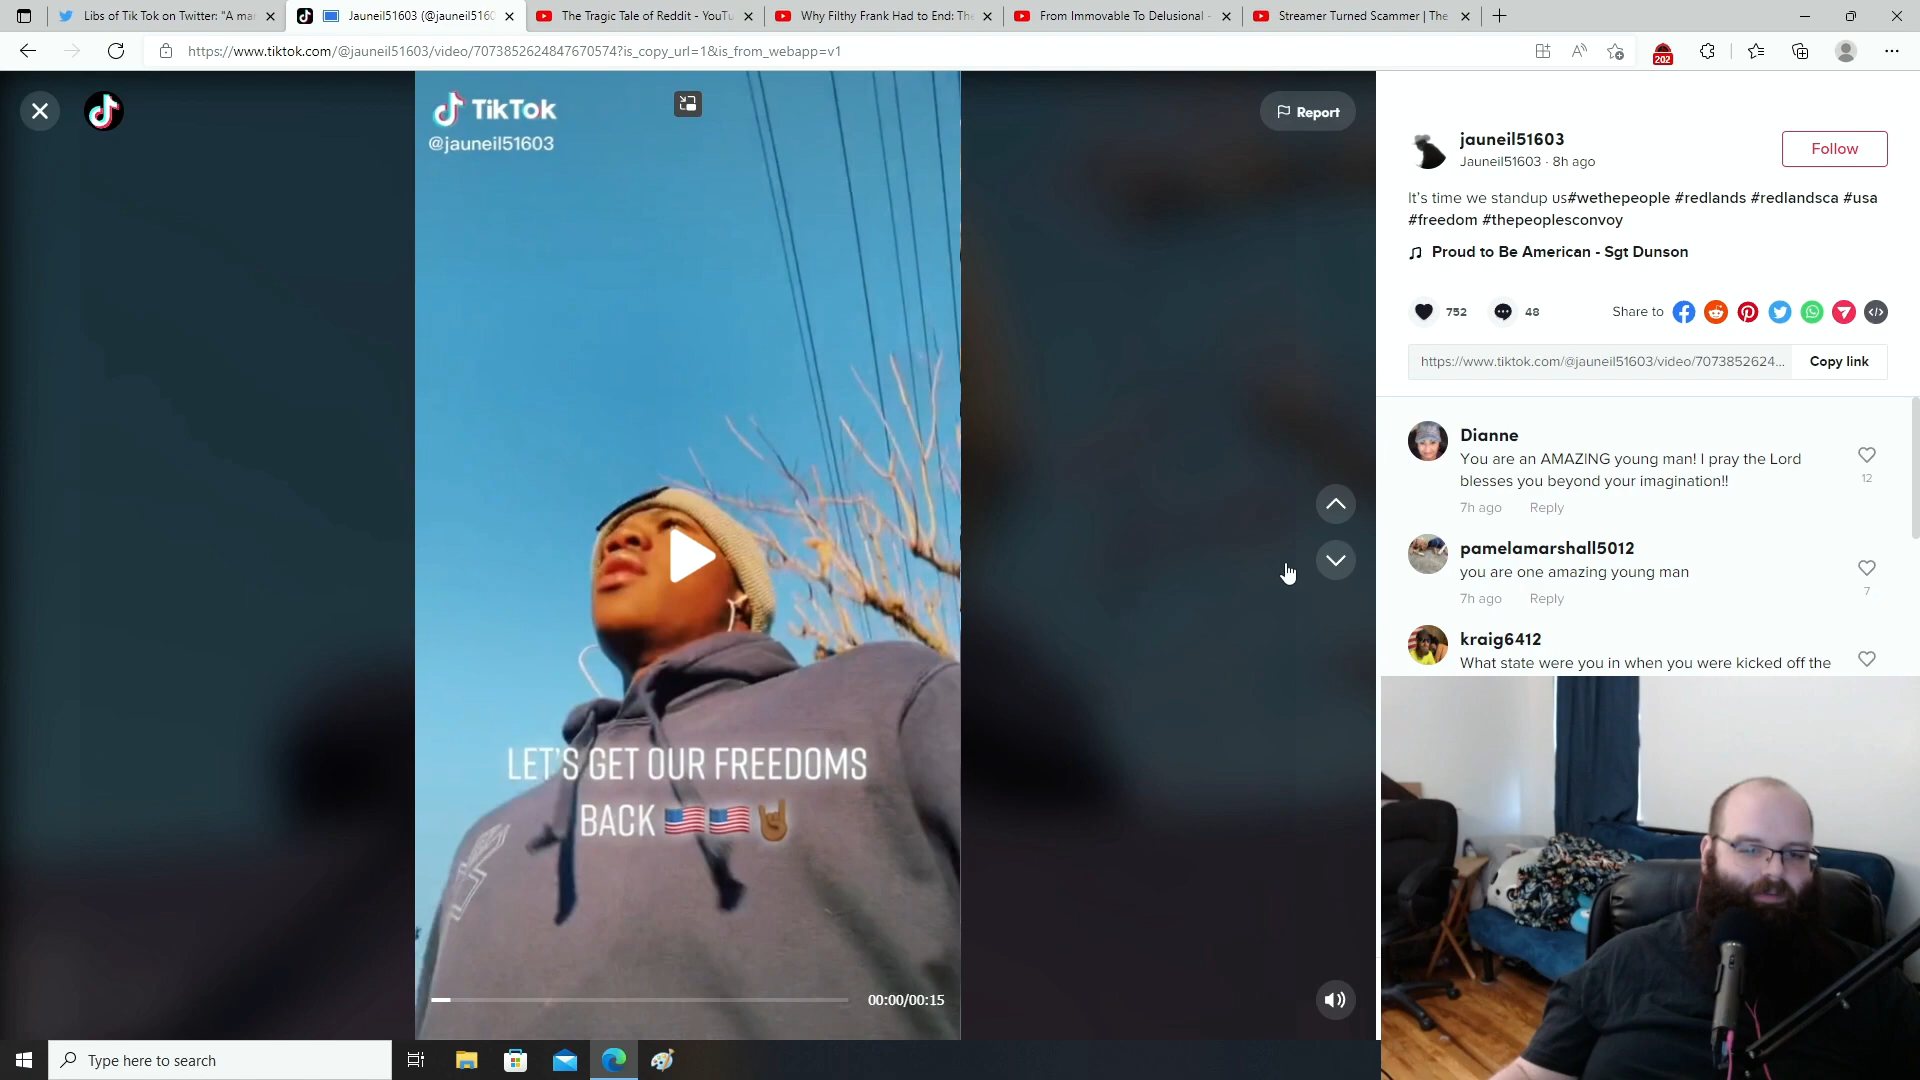 Libs of Tik Tok on Twitter: "A ma
Jauneil51603 (@jauneil5160
The Tragic Tale of Reddit - YouTu
Why Filthy Frank Had to End: The
From Immovable To Delusional -
Streamer Turned Scammer | The
https://www.tiktok.com/@jauneil51603/video/7073852624847670574?is_copy_url=1&is_from_webapp=v1
202
TikTok
@jauneil51603
Report
LET'S GET OUR FREEDOMS
BACK 🇺🇸🇺🇸🤘🏾
00:00/00:15
jauneil51603
Jauneil51603 · 8h ago
Follow
It's time we standup us#wethepeople #redlands #redlandsca #usa
#freedom #thepeoplesconvoy
Proud to Be American - Sgt Dunson
752
48
Share to
https://www.tiktok.com/@jauneil51603/video/7073852624...
Copy link
Dianne
You are an AMAZING young man! I pray the Lord
blesses you beyond your imagination!!
12
7h ago Reply
pamelamarshall5012
you are one amazing young man
7
7h ago Reply
kraig6412
What state were you in when you were kicked off the
Type here to search